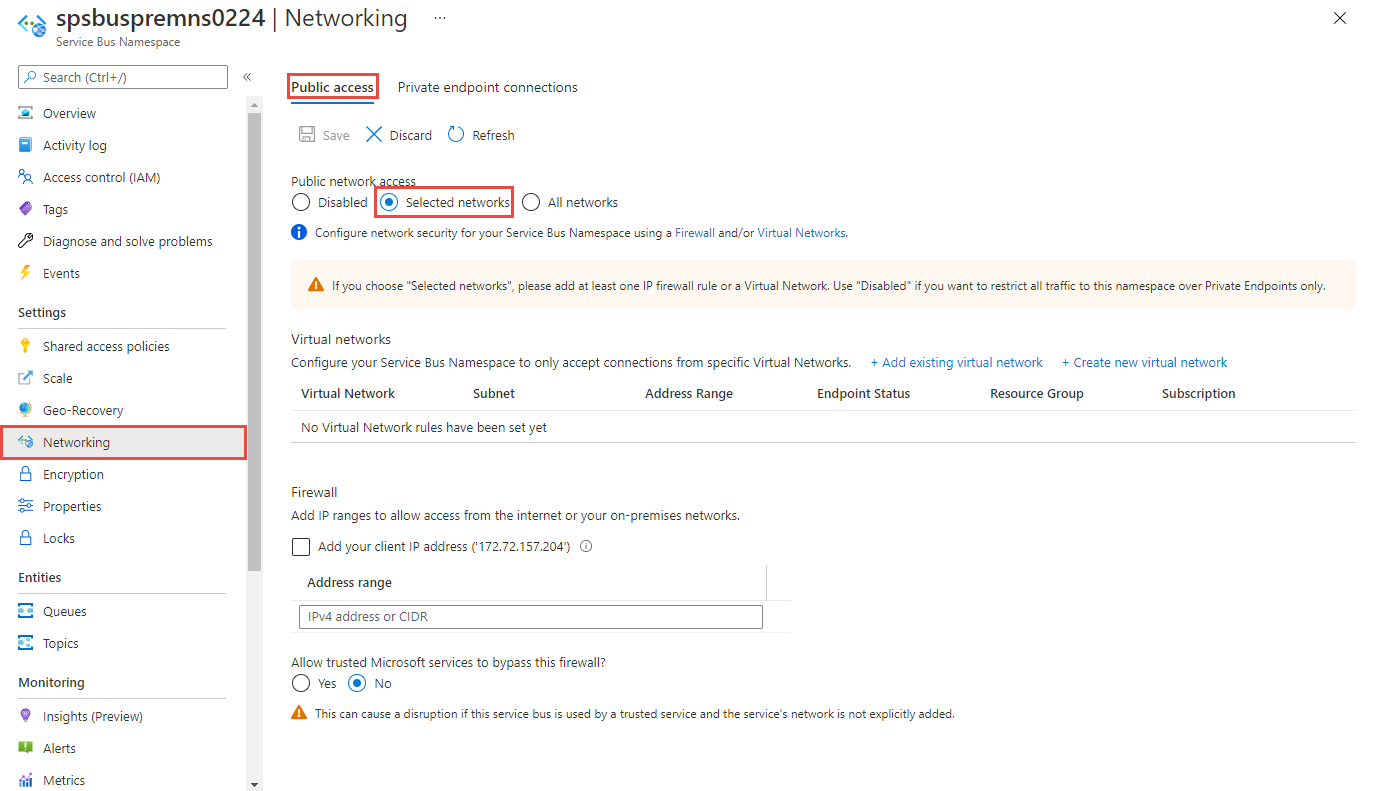 spsbuspremns0224 | Networking ...
Service Bus Namespace
Search (Ctrl+/)
Overview
Activity log
Access control (IAM)
Tags
Diagnose and solve problems
Events
Settings
Shared access policies
Scale
Geo-Recovery
Networking
Encryption
Properties
Locks
Entities
Queues
Topics
Monitoring
Insights (Preview)
Alerts
Metrics
Public access Private endpoint connections
Save Discard Refresh
Public network access
Disabled Selected networks All networks
Configure network security for your Service Bus Namespace using a Firewall and/or Virtual Networks.
If you choose "Selected networks", please add at least one IP firewall rule or a Virtual Network. Use "Disabled" if you want to restrict all traffic to this namespace over Private Endpoints only.
Virtual networks
Configure your Service Bus Namespace to only accept connections from specific Virtual Networks. + Add existing virtual network + Create new virtual network
Virtual Network Subnet Address Range Endpoint Status Resource Group Subscription
No Virtual Network rules have been set yet
Firewall
Add IP ranges to allow access from the internet or your on-premises networks.
Add your client IP address ('172.72.157.204')
Address range
IPv4 address or CIDR
Allow trusted Microsoft services to bypass this firewall?
Yes No
This can cause a disruption if this service bus is used by a trusted service and the service's network is not explicitly added.